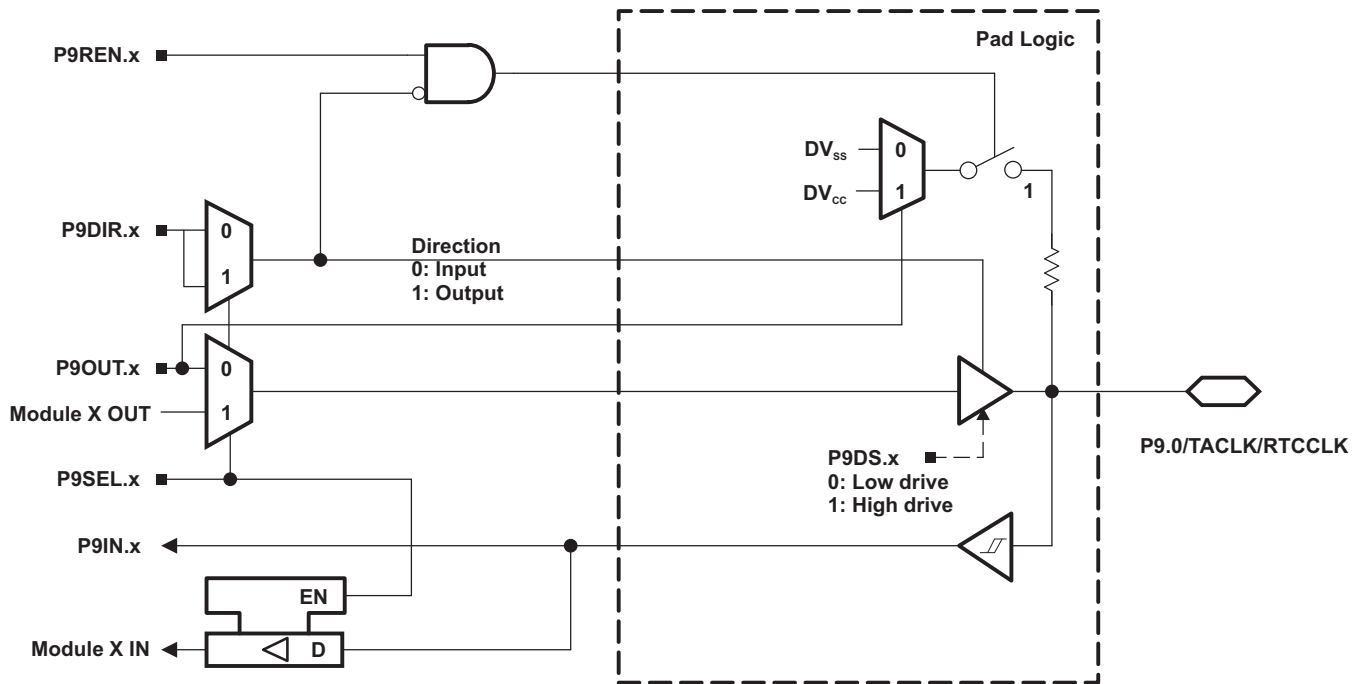 Pad Logic
P9REN.x
DVSS
0
DVCC
1
1
P9DIR.x
0
1
Direction
0: Input
1: Output
P9OUT.x
0
Module X OUT
1
P9.0/TACLK/RTCCLK
P9DS.x
0: Low drive
1: High drive
P9SEL.x
P9IN.x
EN
Module X IN
D